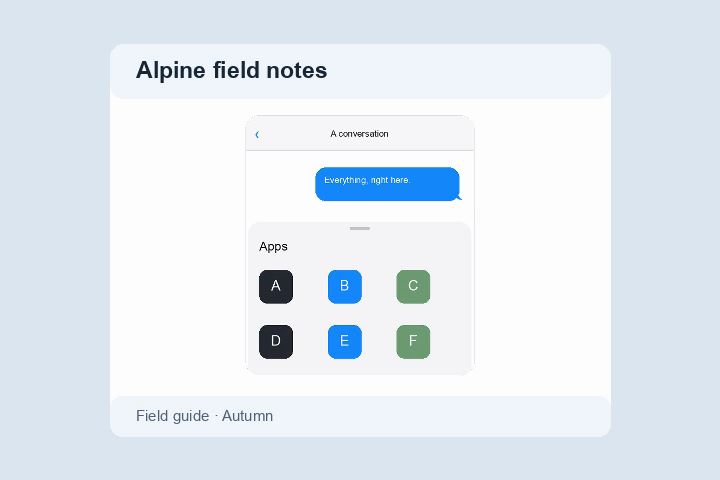 Alpine field notes
A conversation
Everything, right here.
Apps
A B C
D E F
Field guide · Autumn